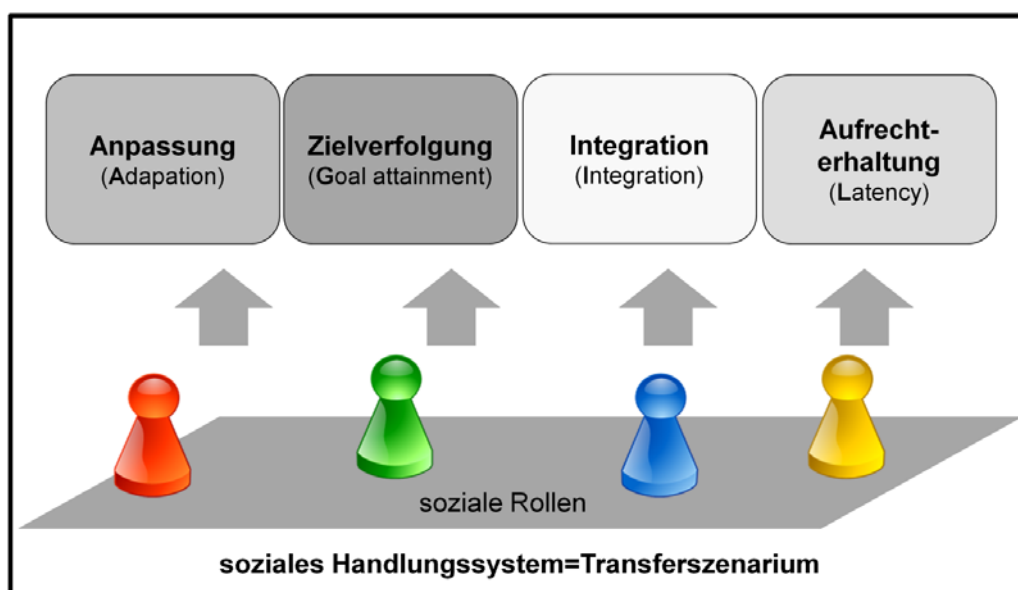 Anpassung
(Adapation)
Zielverfolgung
(Goal attainment)
Integration
(Integration)
Aufrecht-
erhaltung
(Latency)
soziale Rollen
soziales Handlungssystem=Transferszenarium